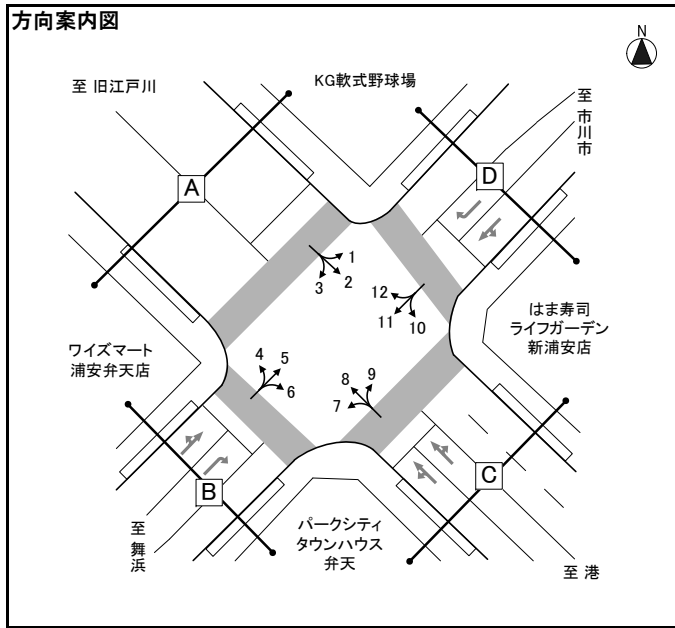 方向案内図
N
至 旧江戸川
KG軟式野球場
至 市川市
A
D
1
2
3
12
11
10
ワイズマート
浦安弁天店
はま寿司
ライフガーデン
新浦安店
4
5
6
7
8
9
B
C
至 舞浜
パークシティ
タウンハウス
弁天
至 港